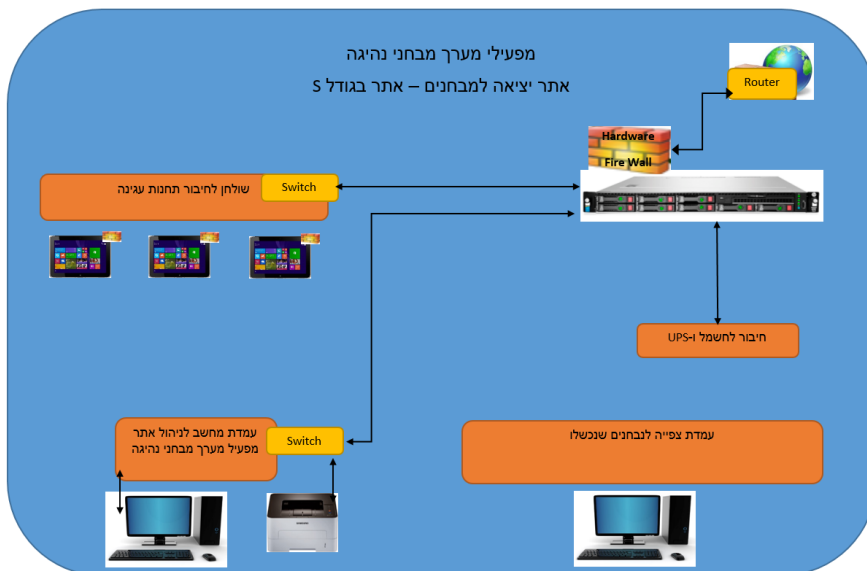 מפעילי מערך מבחני נהיגה
אתר יציאה למבחנים – אתר בגודל S
Router
Hardware
Fire Wall
שולחן לחיבור תחנות עגינה
Switch
חיבור לחשמל ו-UPS
עמדת מחשב לניהול אתר
מפעיל מערך מבחני נהיגה
Switch
עמדת צפייה לנבחנים שנכשלו